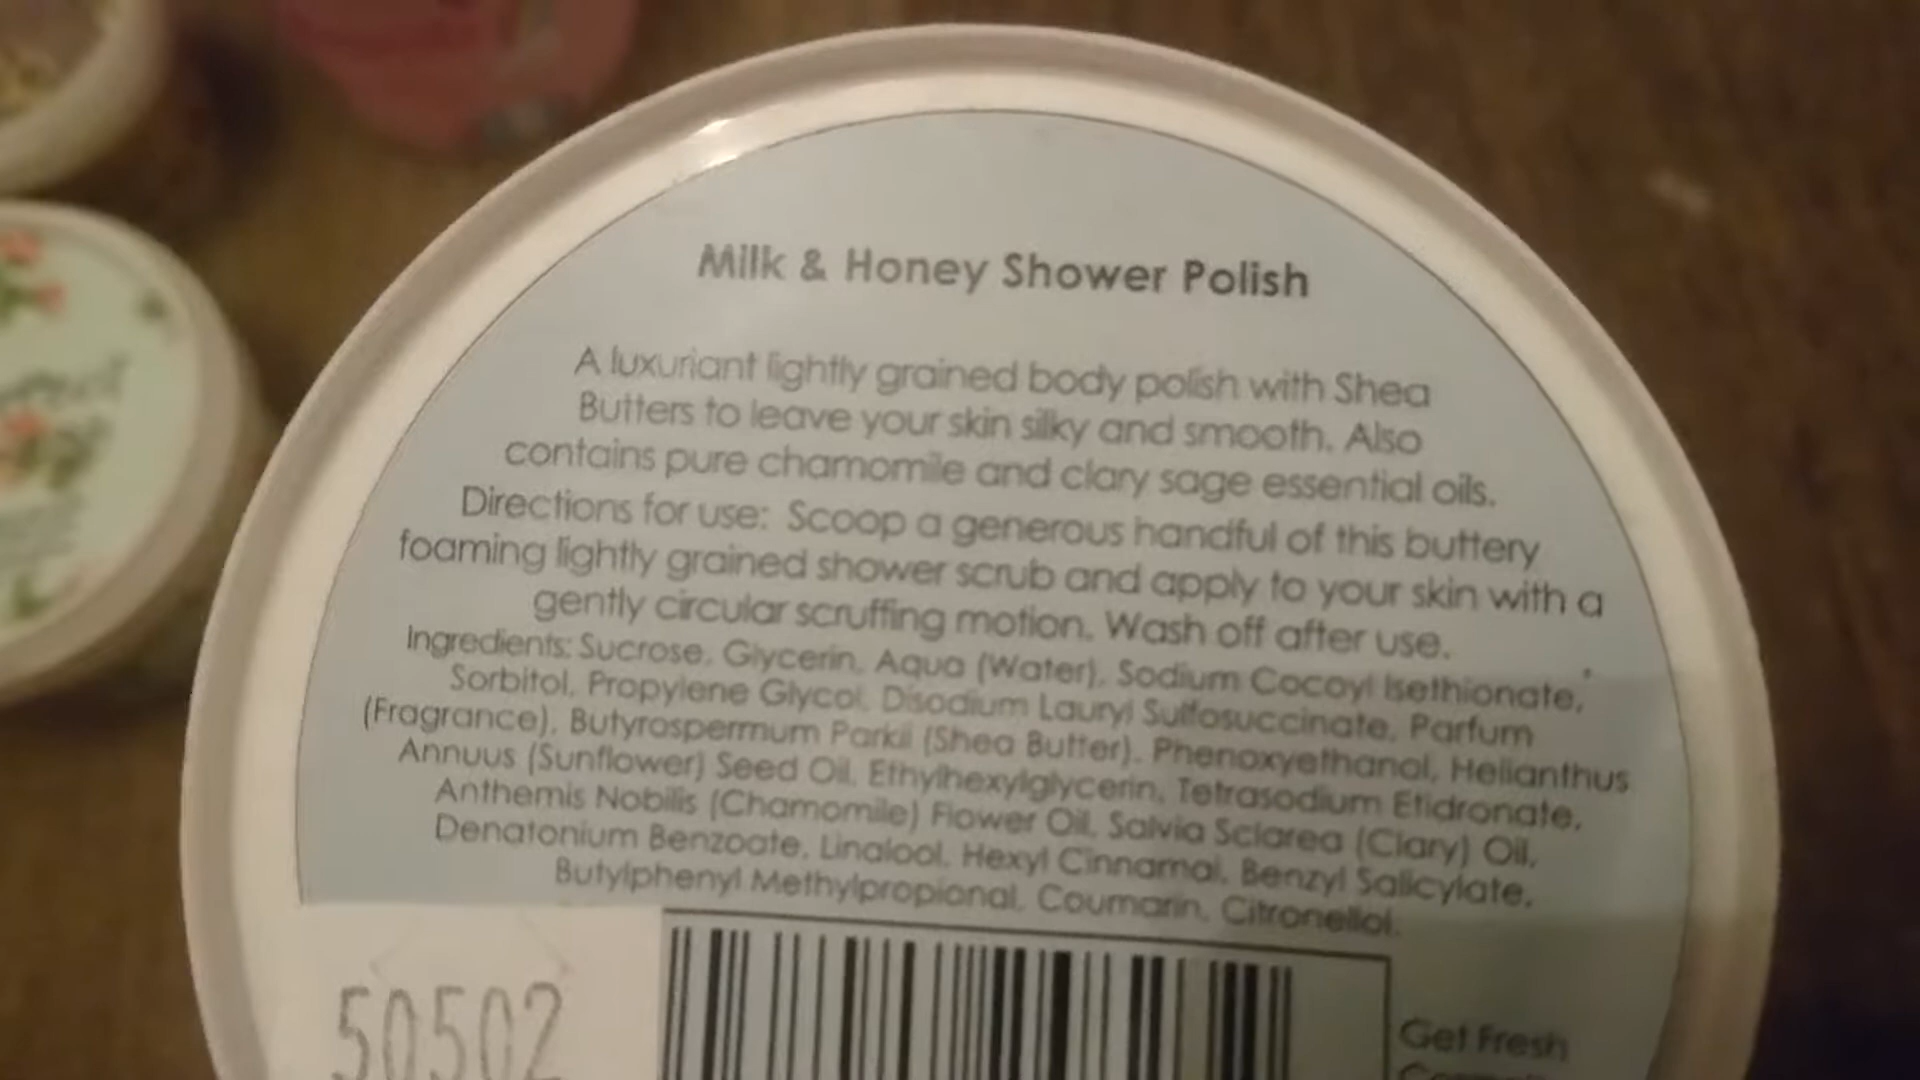 Milk & Honey Shower Polish
A luxuriant lightly grained body polish with Shea
Butters to leave your skin silky and smooth. Also
contains pure chamomile and clary sage essential oils.
Directions for use: Scoop a generous handful of this buttery
foaming lightly grained shower scrub and apply to your skin with a
gently circular scruffing motion. Wash off after use.
Ingredients: Sucrose, Glycerin, Aqua (Water), Sodium Cocoyl Isethionate,
Sorbitol, Propylene Glycol, Disodium Lauryl Sulfosuccinate, Parfum
(Fragrance), Butyrospermum Parkii (Shea Butter), Phenoxyethanol, Helianthus
Annuus (Sunflower) Seed Oil, Ethylhexylglycerin, Tetrasodium Etidronate,
Anthemis Nobilis (Chamomile) Flower Oil, Salvia Sclarea (Clary) Oil,
Denatonium Benzoate, Linalool, Hexyl Cinnamal, Benzyl Salicylate,
Butylphenyl Methylpropional, Coumarin, Citronellol.
50502
Get Fresh